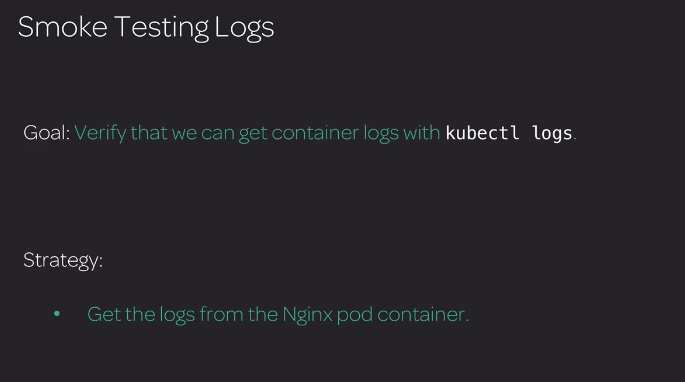 Smoke Testing Logs
Goal: Verify that we can get container logs with kubectl logs.
Strategy:
• Get the logs from the Nginx pod container.